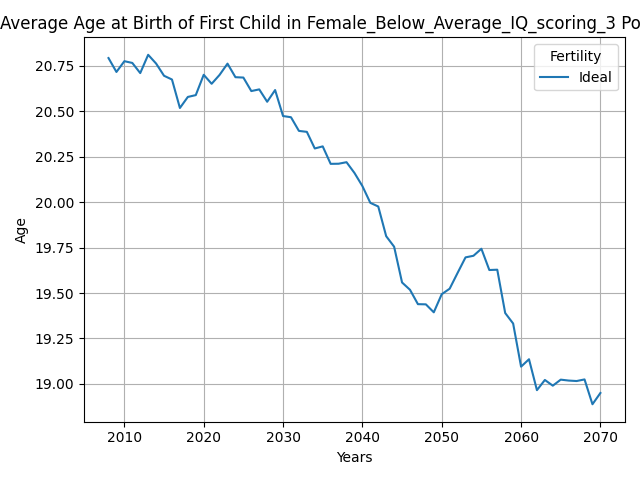 Average Age at Birth of First Child in Female_Below_Average_IQ_scoring_3 Po
Fertility
Ideal
Age
20.75
20.50
20.25
20.00
19.75
19.50
19.25
19.00
2010 2020 2030 2040 2050 2060 2070
Years